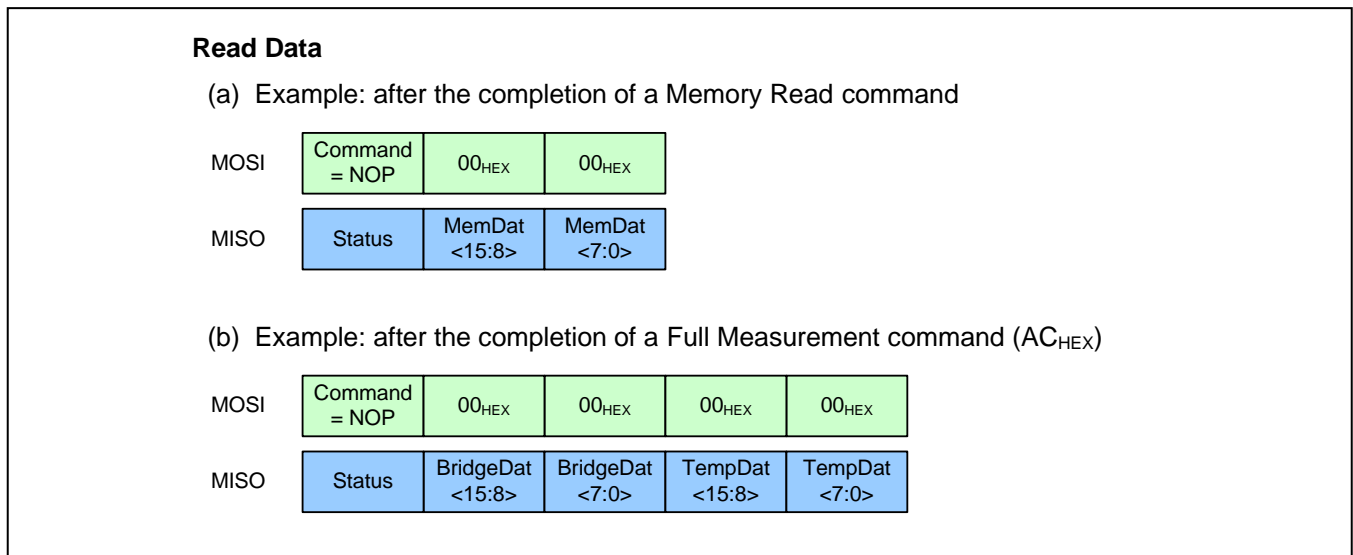 Read Data
(a) Example: after the completion of a Memory Read command
MOSI
Command = NOP
00HEX
00HEX
MISO
Status
MemDat <15:8>
MemDat <7:0>
(b) Example: after the completion of a Full Measurement command (ACHEX)
MOSI
Command = NOP
00HEX
00HEX
00HEX
00HEX
MISO
Status
BridgeDat <15:8>
BridgeDat <7:0>
TempDat <15:8>
TempDat <7:0>